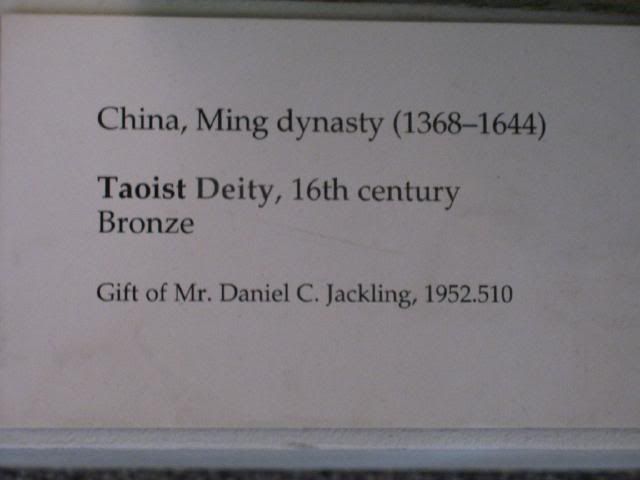 China, Ming dynasty (1368–1644)
Taoist Deity, 16th century
Bronze
Gift of Mr. Daniel C. Jackling, 1952.510